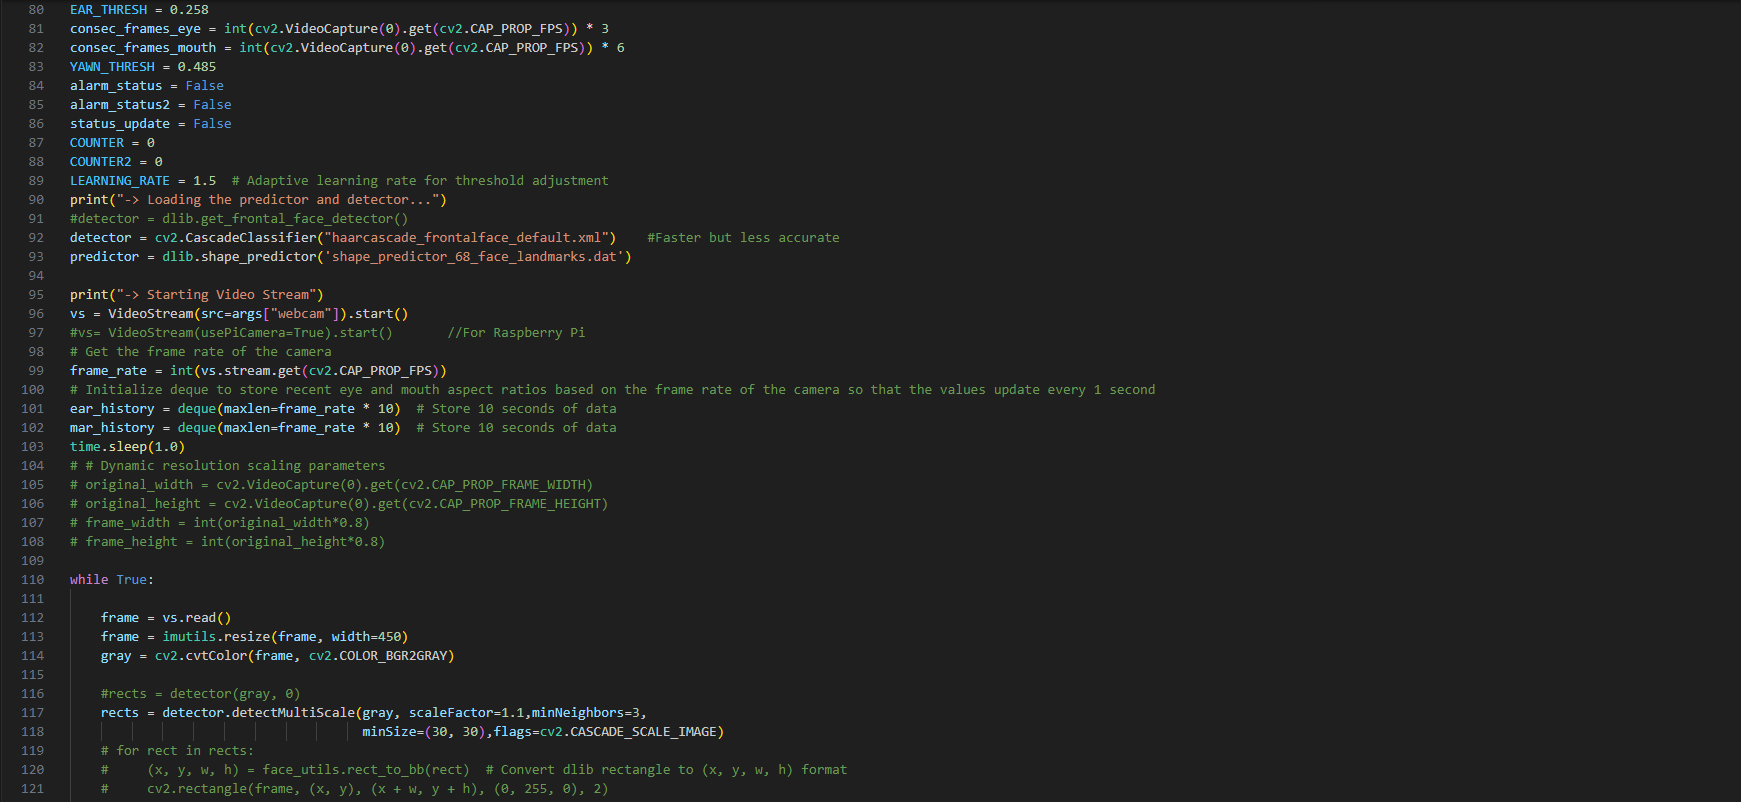 80 EAR_THRESH = 0.258
81 consec_frames_eye = int(cv2.VideoCapture(0).get(cv2.CAP_PROP_FPS)) * 3
82 consec_frames_mouth = int(cv2.VideoCapture(0).get(cv2.CAP_PROP_FPS)) * 6
83 YAWN_THRESH = 0.485
84 alarm_status = False
85 alarm_status2 = False
86 status_update = False
87 COUNTER = 0
88 COUNTER2 = 0
89 LEARNING_RATE = 1.5  # Adaptive learning rate for threshold adjustment
90 print("-> Loading the predictor and detector...")
91 #detector = dlib.get_frontal_face_detector()
92 detector = cv2.CascadeClassifier("haarcascade_frontalface_default.xml")    #Faster but less accurate
93 predictor = dlib.shape_predictor('shape_predictor_68_face_landmarks.dat')
94
95 print("-> Starting Video Stream")
96 vs = VideoStream(src=args["webcam"]).start()
97 #vs= VideoStream(usePiCamera=True).start()       //For Raspberry Pi
98 # Get the frame rate of the camera
99 frame_rate = int(vs.stream.get(cv2.CAP_PROP_FPS))
100 # Initialize deque to store recent eye and mouth aspect ratios based on the frame rate of the camera so that the values update every 1 second
101 ear_history = deque(maxlen=frame_rate * 10)  # Store 10 seconds of data
102 mar_history = deque(maxlen=frame_rate * 10)  # Store 10 seconds of data
103 time.sleep(1.0)
104 # # Dynamic resolution scaling parameters
105 # original_width = cv2.VideoCapture(0).get(cv2.CAP_PROP_FRAME_WIDTH)
106 # original_height = cv2.VideoCapture(0).get(cv2.CAP_PROP_FRAME_HEIGHT)
107 # frame_width = int(original_width*0.8)
108 # frame_height = int(original_height*0.8)
109
110 while True:
111
112     frame = vs.read()
113     frame = imutils.resize(frame, width=450)
114     gray = cv2.cvtColor(frame, cv2.COLOR_BGR2GRAY)
115
116     #rects = detector(gray, 0)
117     rects = detector.detectMultiScale(gray, scaleFactor=1.1,minNeighbors=3,
118                                       minSize=(30, 30),flags=cv2.CASCADE_SCALE_IMAGE)
119     # for rect in rects:
120     #     (x, y, w, h) = face_utils.rect_to_bb(rect)  # Convert dlib rectangle to (x, y, w, h) format
121     #     cv2.rectangle(frame, (x, y), (x + w, y + h), (0, 255, 0), 2)